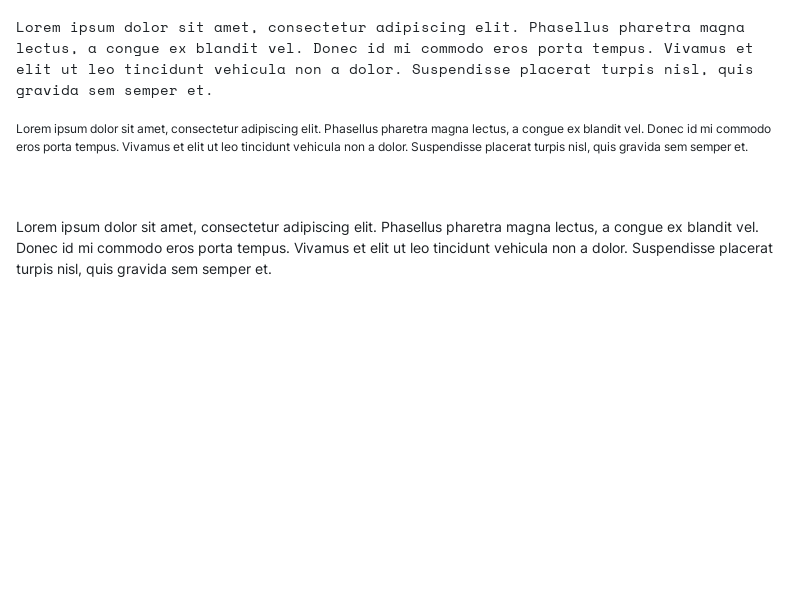 Lorem ipsum dolor sit amet, consectetur adipiscing elit. Phasellus pharetra magna
lectus, a congue ex blandit vel. Donec id mi commodo eros porta tempus. Vivamus et
elit ut leo tincidunt vehicula non a dolor. Suspendisse placerat turpis nisl, quis
gravida sem semper et.
Lorem ipsum dolor sit amet, consectetur adipiscing elit. Phasellus pharetra magna lectus, a congue ex blandit vel. Donec id mi commodo
eros porta tempus. Vivamus et elit ut leo tincidunt vehicula non a dolor. Suspendisse placerat turpis nisl, quis gravida sem semper et.
Lorem ipsum dolor sit amet, consectetur adipiscing elit. Phasellus pharetra magna lectus, a congue ex blandit vel.
Donec id mi commodo eros porta tempus. Vivamus et elit ut leo tincidunt vehicula non a dolor. Suspendisse placerat
turpis nisl, quis gravida sem semper et.